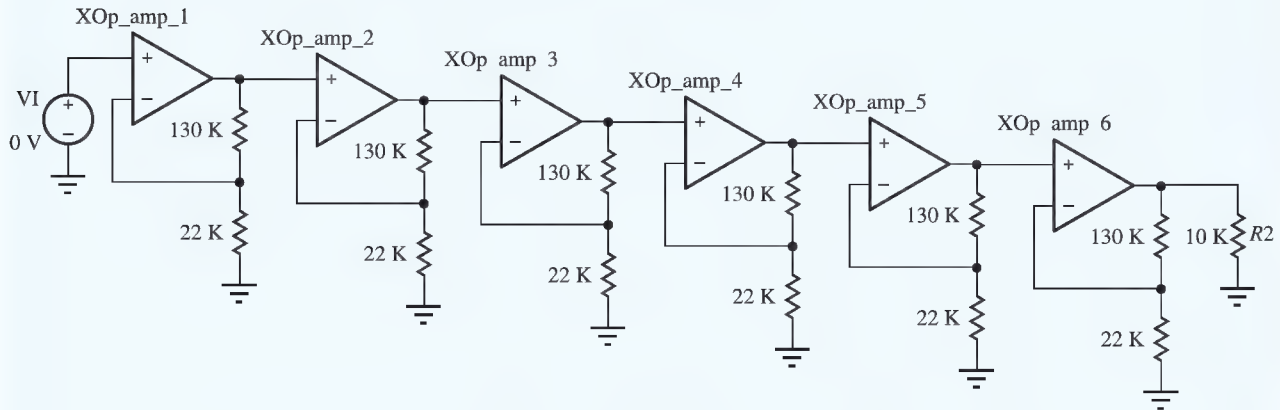 XOp_amp_1
XOp_amp_2
XOp amp 3
XOp_amp_4
XOp_amp_5
XOp amp 6
+
−
+
−
+
−
+
−
+
−
+
−
VI
+
−
0 V
130 K
22 K
130 K
22 K
130 K
22 K
130 K
22 K
130 K
22 K
130 K
22 K
10 K
R2